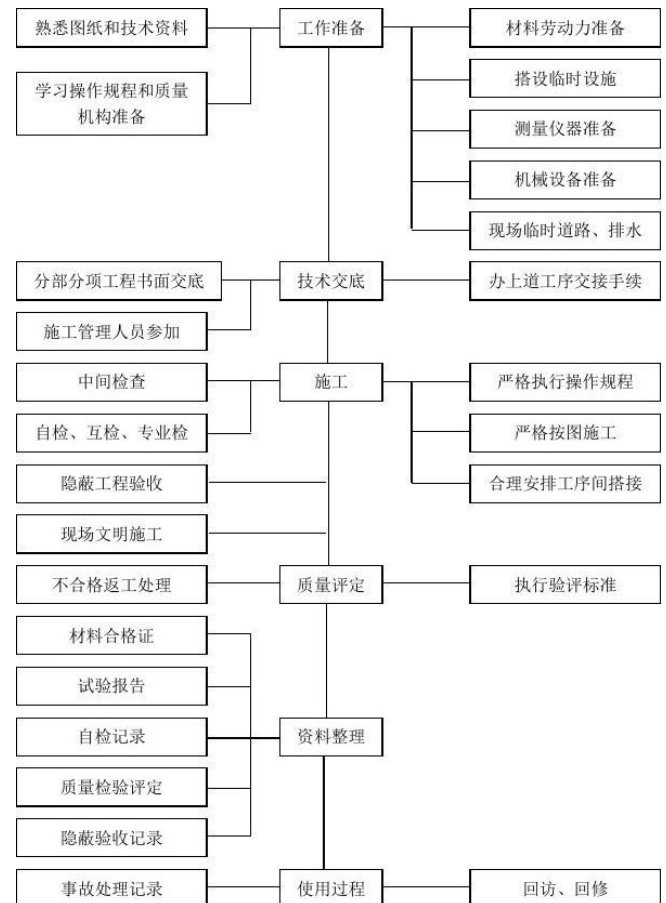 熟悉图纸和技术资料
工作准备
材料劳动力准备
学习操作规程和质量
机构准备
搭设临时设施
测量仪器准备
机械设备准备
现场临时道路、排水
分部分项工程书面交底
技术交底
办上道工序交接手续
施工管理人员参加
中间检查
施工
严格执行操作规程
自检、互检、专业检
严格按图施工
隐蔽工程验收
合理安排工序间搭接
现场文明施工
不合格返工处理
质量评定
执行验评标准
材料合格证
试验报告
自检记录
资料整理
质量检验评定
隐蔽验收记录
事故处理记录
使用过程
回访、回修